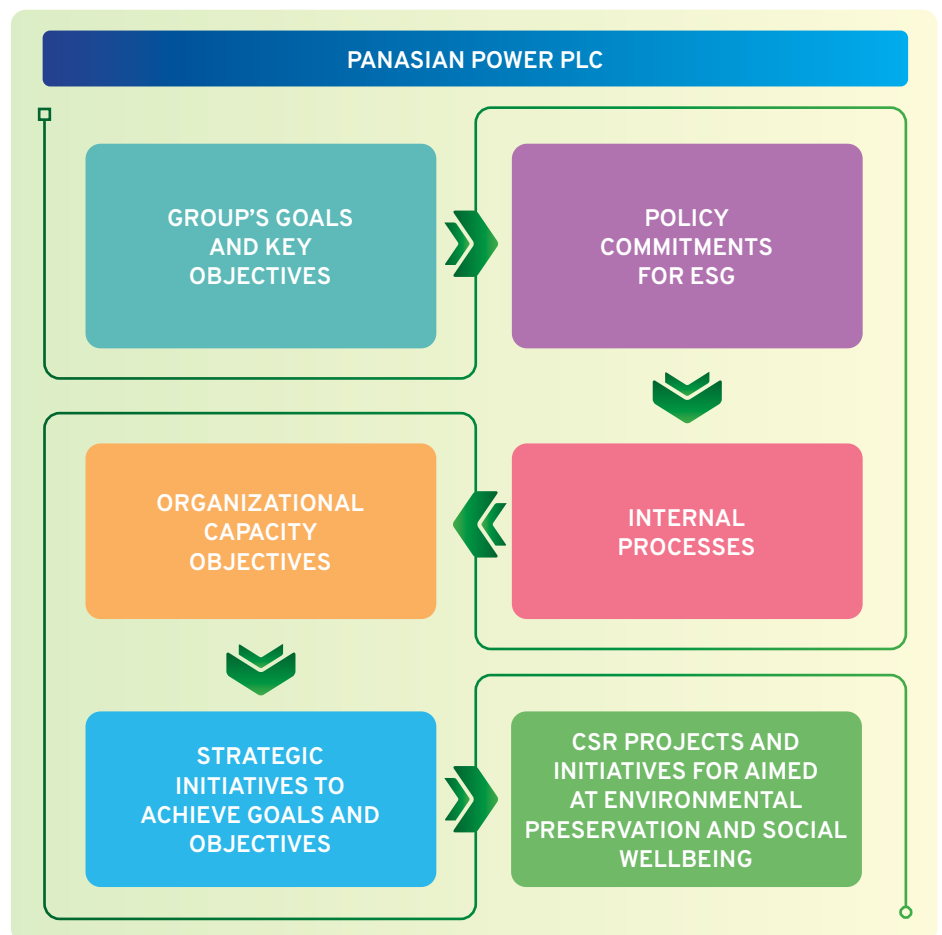 PANASIAN POWER PLC
GROUP'S GOALS
AND KEY
OBJECTIVES
POLICY
COMMITMENTS
FOR ESG
INTERNAL
PROCESSES
ORGANIZATIONAL
CAPACITY
OBJECTIVES
STRATEGIC
INITIATIVES TO
ACHIEVE GOALS AND
OBJECTIVES
CSR PROJECTS AND
INITIATIVES FOR AIMED
AT ENVIRONMENTAL
PRESERVATION AND SOCIAL
WELLBEING